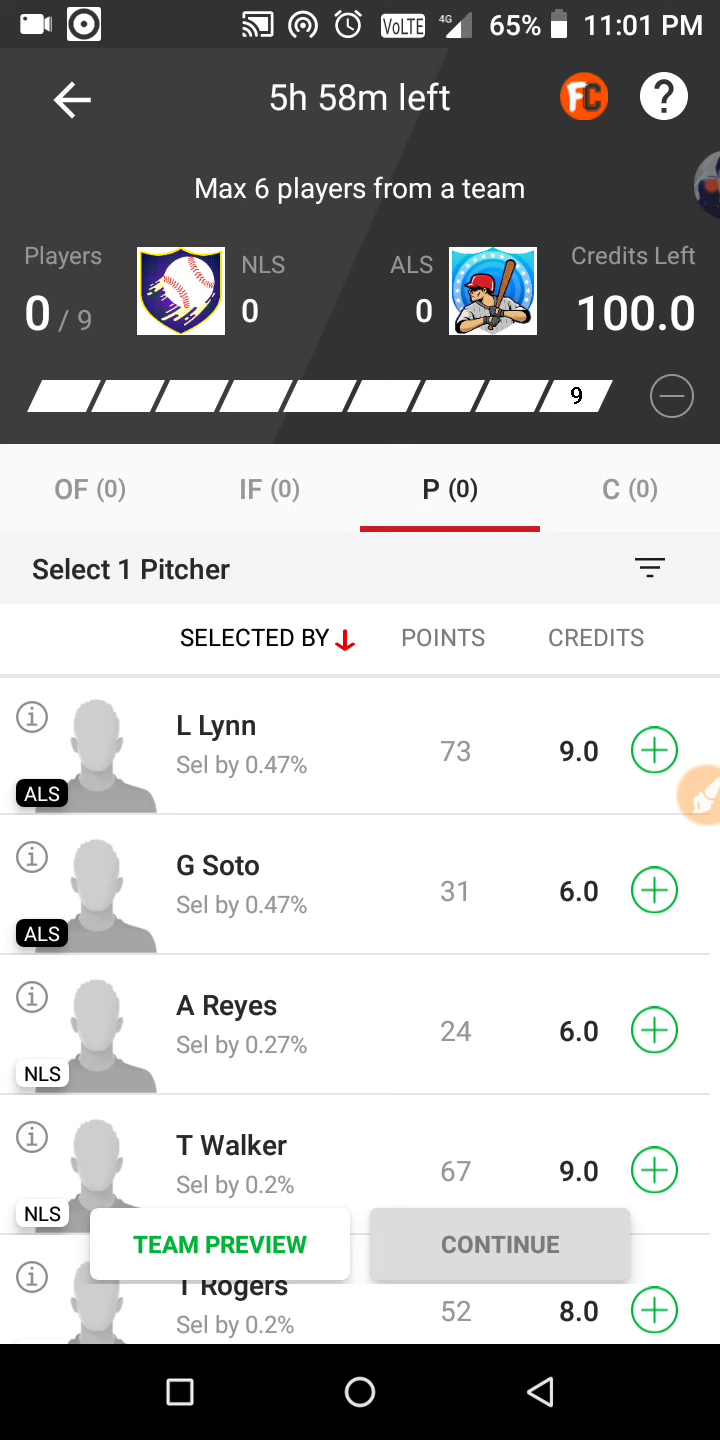 VoLTE 4G 65% 11:01 PM
5h 58m left
FC
?
Max 6 players from a team
Players NLS ALS Credits Left
0 / 9 0 0 100.0
9
OF (0) IF (0) P (0) C (0)
Select 1 Pitcher
SELECTED BY POINTS CREDITS
L Lynn
Sel by 0.47% 73 9.0
ALS
G Soto
Sel by 0.47% 31 6.0
ALS
A Reyes
Sel by 0.27% 24 6.0
NLS
T Walker
Sel by 0.2% 67 9.0
NLS
TEAM PREVIEW CONTINUE
T Rogers
Sel by 0.2% 52 8.0